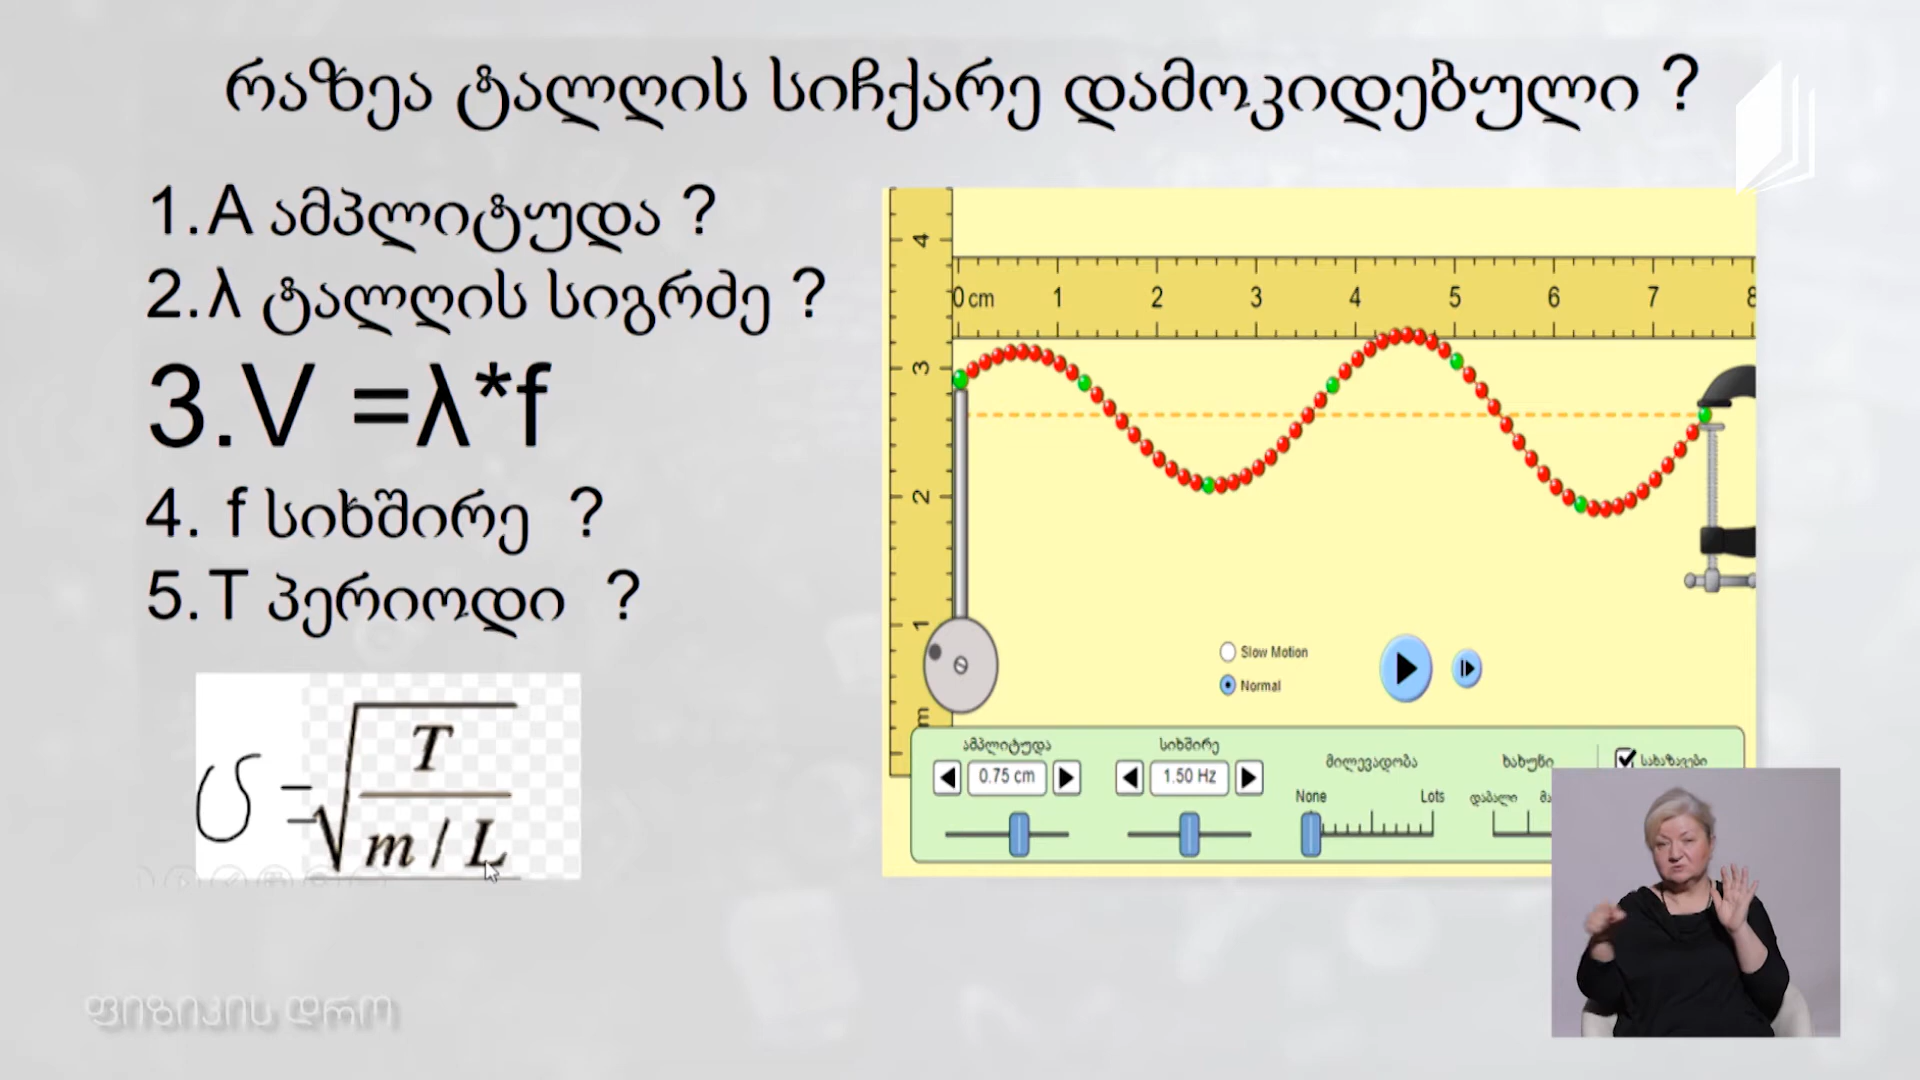 რაზეა ტალღის სიჩქარე დამოკიდებული ?
1. A ამპლიტუდა ?
2. λ ტალღის სიგრძე ?
3. V =λ*f
4. f სიხშირე ?
5. T პერიოდი ?
υ = √ T
m / L
4
3
2
1
m
0 cm 1 2 3 4 5 6 7 8
Slow Motion
Normal
ამპლიტუდა
0.75 cm
სიხშირე
1.50 Hz
მილევადობა
None Lots
ხახუნი
დაბალი
სახაზავები
ფიზიკის დრო